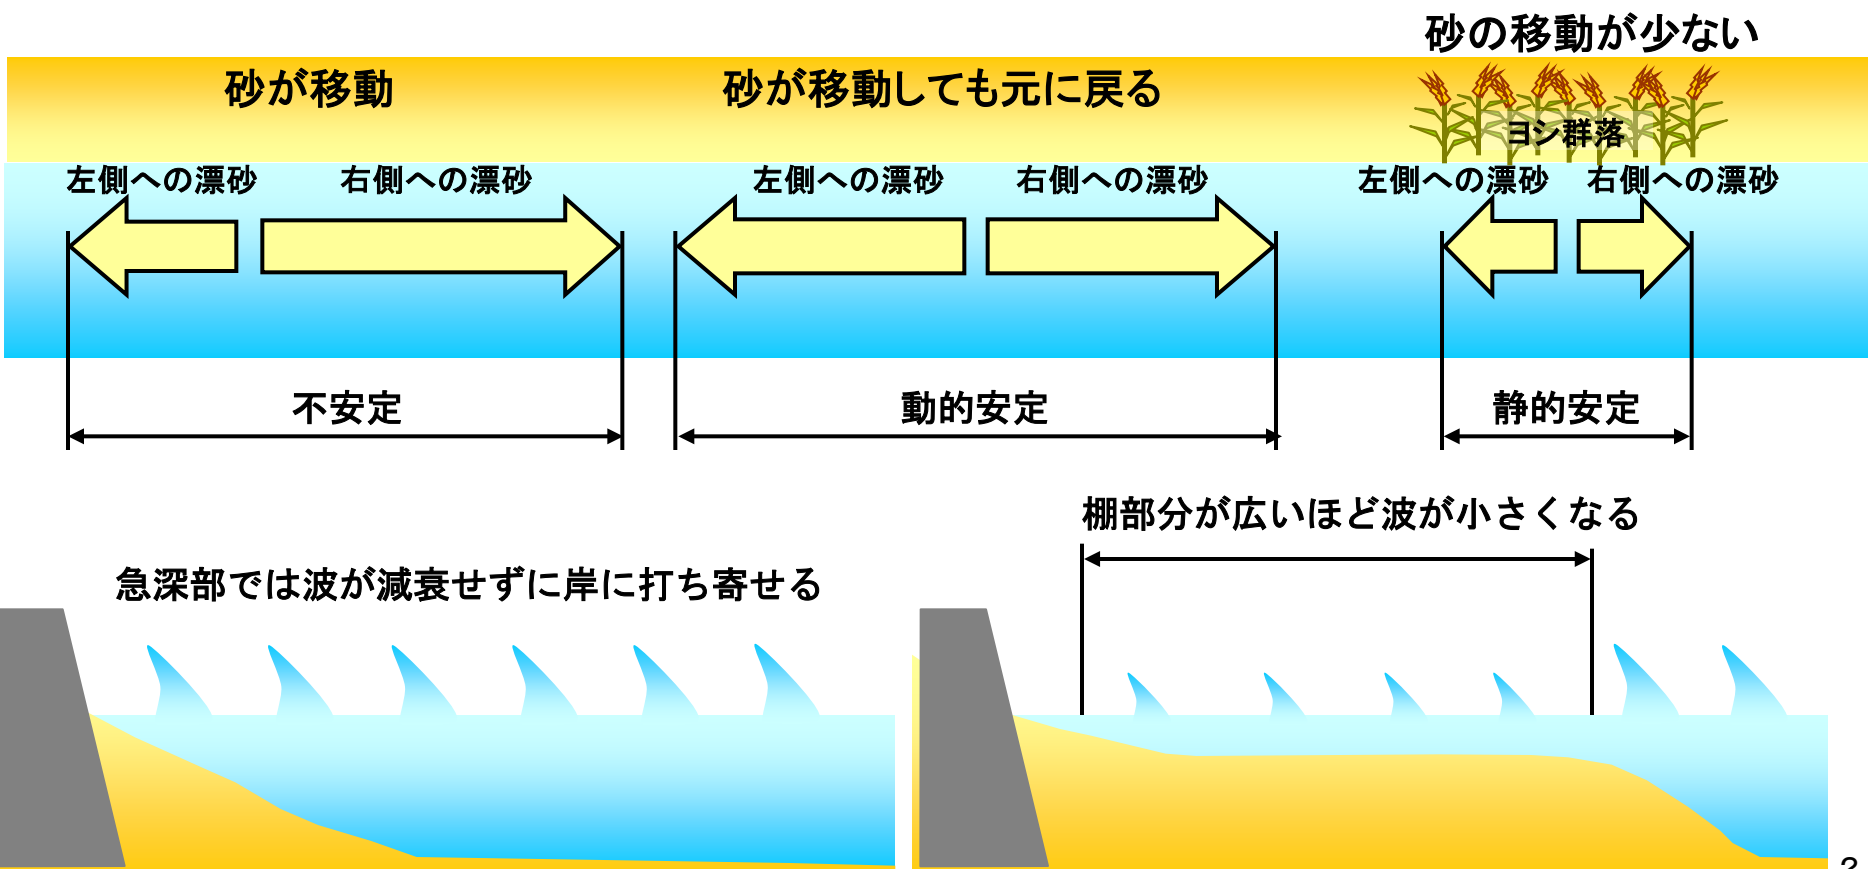 砂の移動が少ない
砂が移動
砂が移動しても元に戻る
ヨシ群落
左側への漂砂
右側への漂砂
左側への漂砂
右側への漂砂
左側への漂砂
右側への漂砂
不安定
動的安定
静的安定
棚部分が広いほど波が小さくなる
急深部では波が減衰せずに岸に打ち寄せる